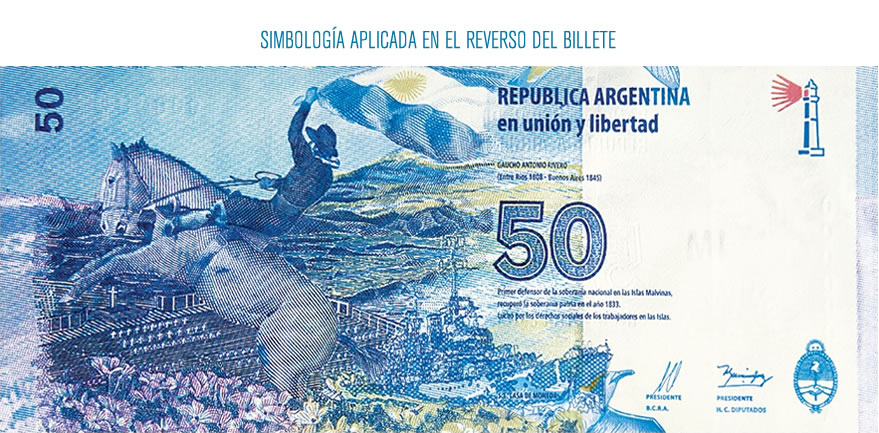 SIMBOLOGÍA APLICADA EN EL REVERSO DEL BILLETE
50
REPUBLICA ARGENTINA
en unión y libertad
GAUCHO ANTONIO RIVERO
(Entre Ríos 1808 - Buenos Aires 1845)
50
Primer defensor de la soberanía nacional en las Islas Malvinas,
recuperó la soberanía patria en el año 1833.
Luchó por los derechos sociales de los trabajadores en las Islas.
S.E. CASA DE MONEDA
PRESIDENTE
B.C.R.A.
PRESIDENTE
H. C. DIPUTADOS